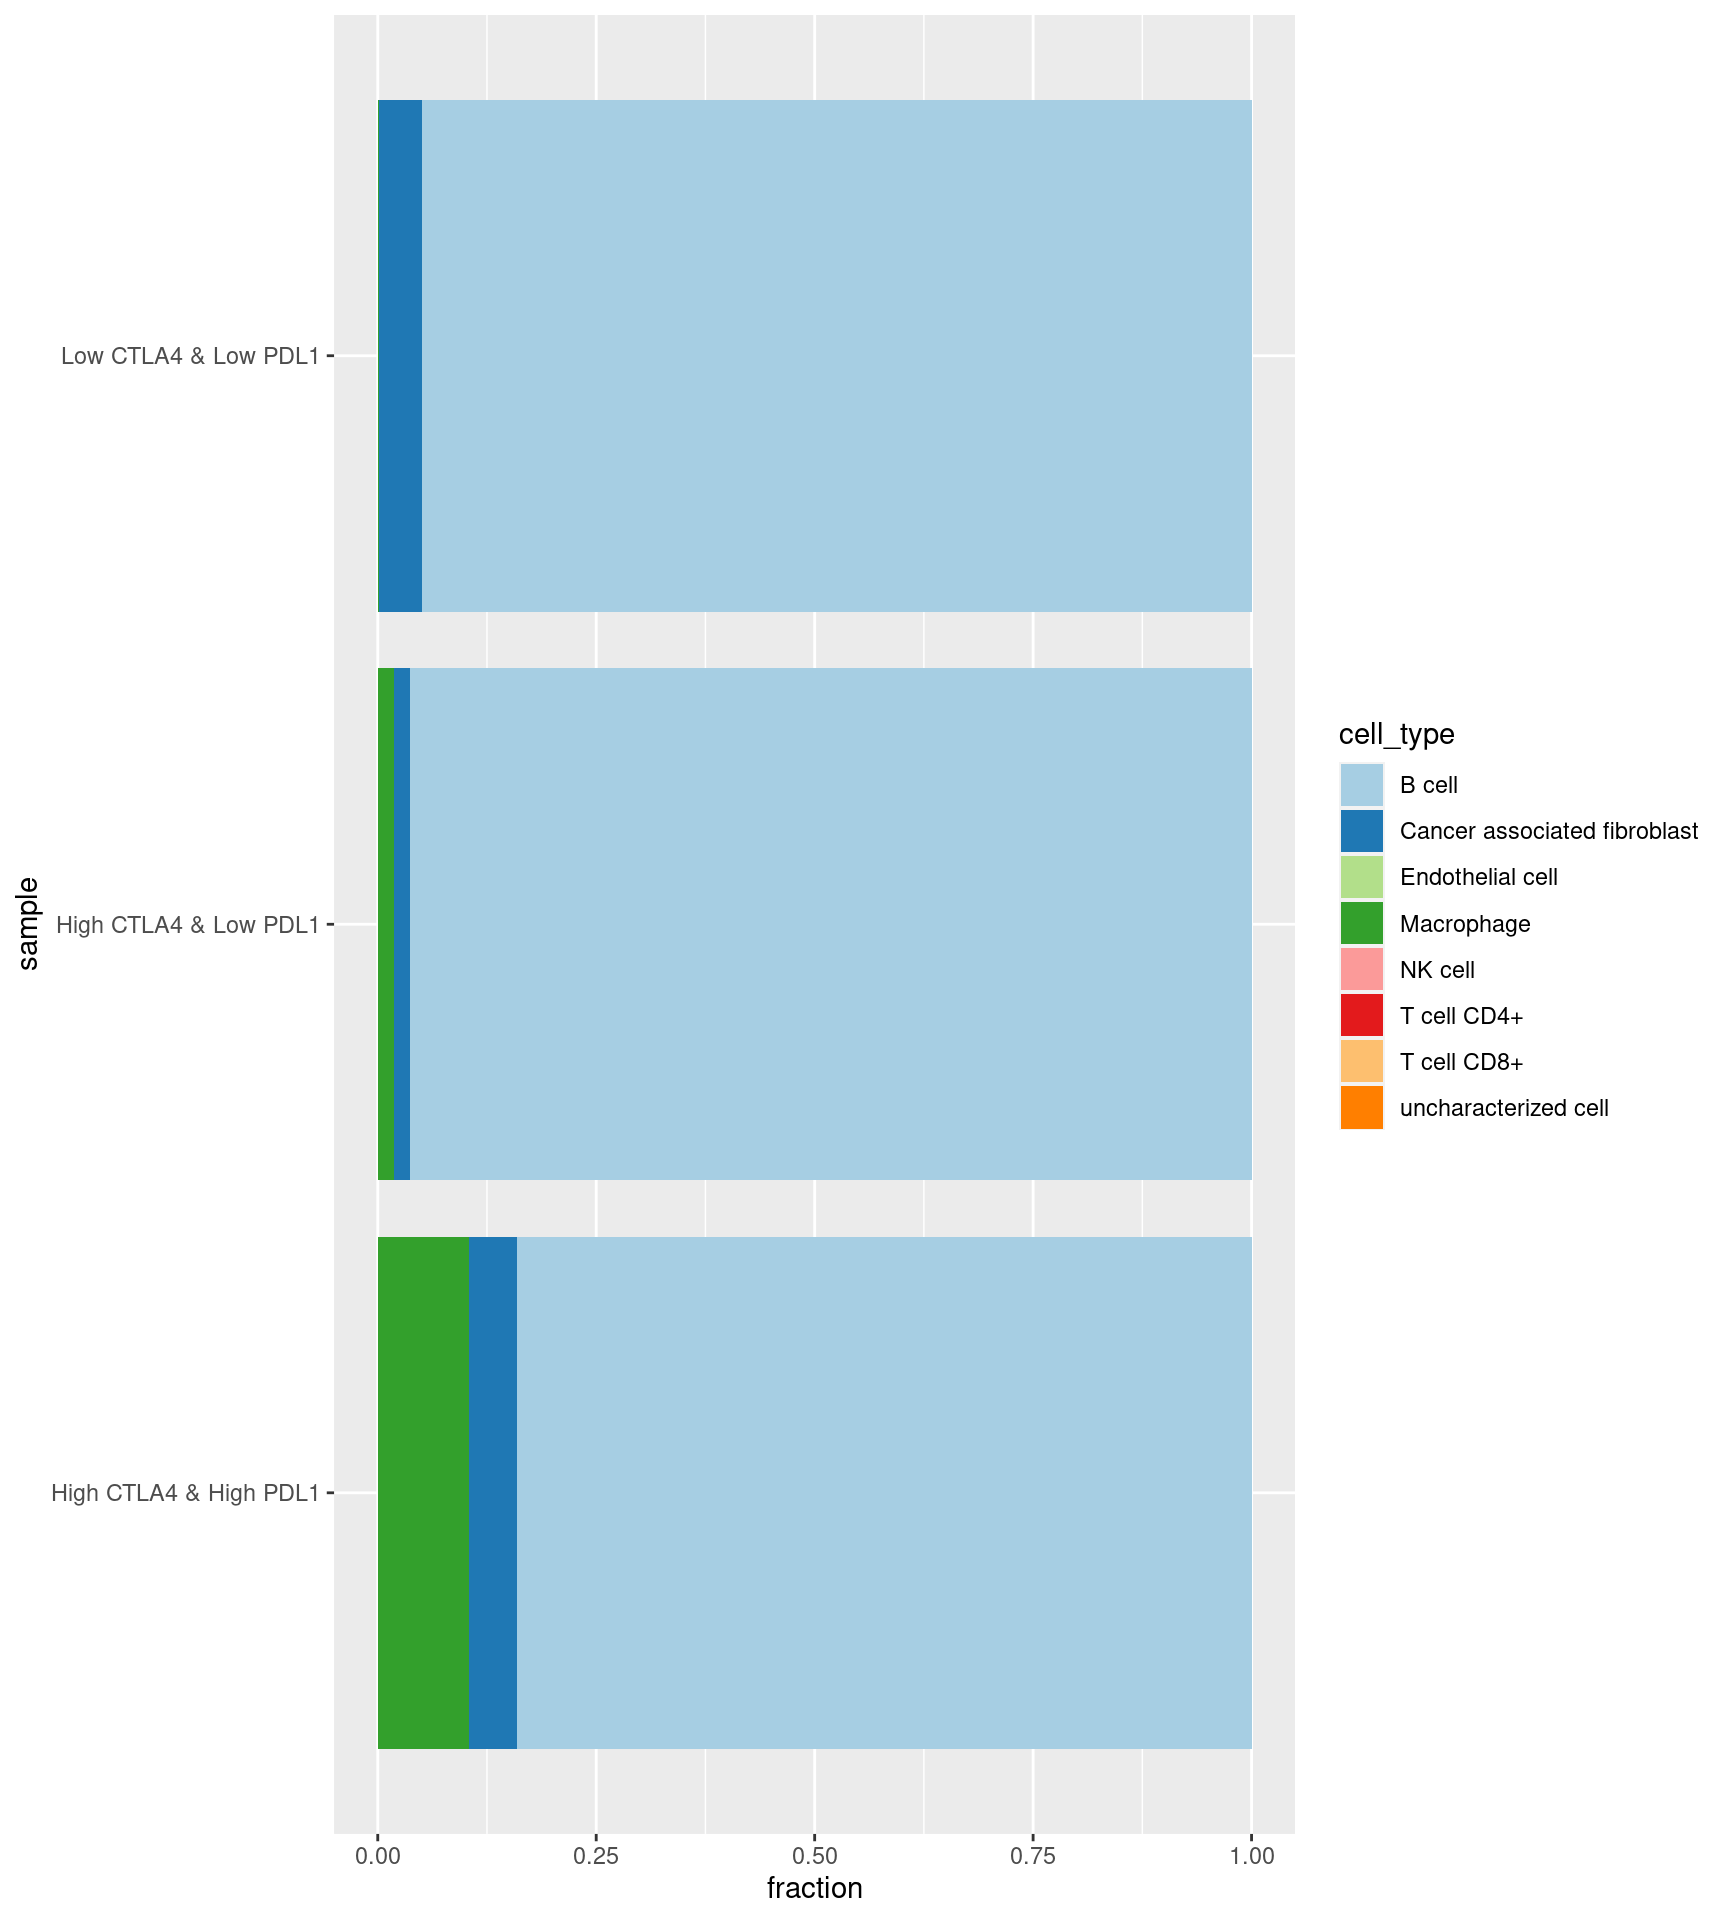 Low CTLA4 & Low PDL1
High CTLA4 & Low PDL1
High CTLA4 & High PDL1
sample
0.00 0.25 0.50 0.75 1.00
fraction
cell_type
B cell
Cancer associated fibroblast
Endothelial cell
Macrophage
NK cell
T cell CD4+
T cell CD8+
uncharacterized cell